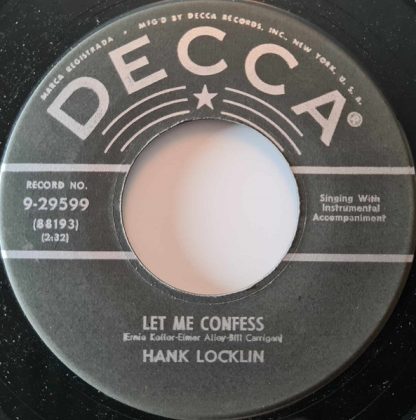 MARCA REGISTRADA • MFG'D BY DECCA RECORDS, INC., NEW YORK, U. S. A.
DECCA®
RECORD NO.
9-29599
(88193)
(2:32)
Singing With
Instrumental
Accompaniment
LET ME CONFESS
(Ernie Keller-Elmer Alley-Bill Carrigan)
HANK LOCKLIN